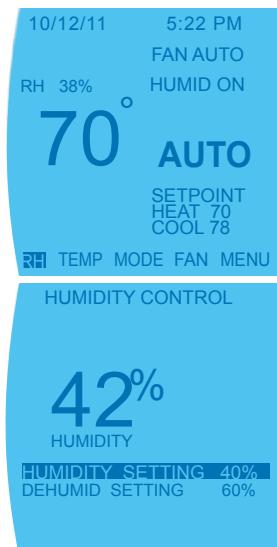 10/12/11 5:22 PM
FAN AUTO
RH 38% HUMID ON
70°
AUTO
SETPOINT
HEAT 70
COOL 78
RH TEMP MODE FAN MENU
HUMIDITY CONTROL
42%
HUMIDITY
HUMIDITY SETTING 40%
DEHUMID SETTING 60%